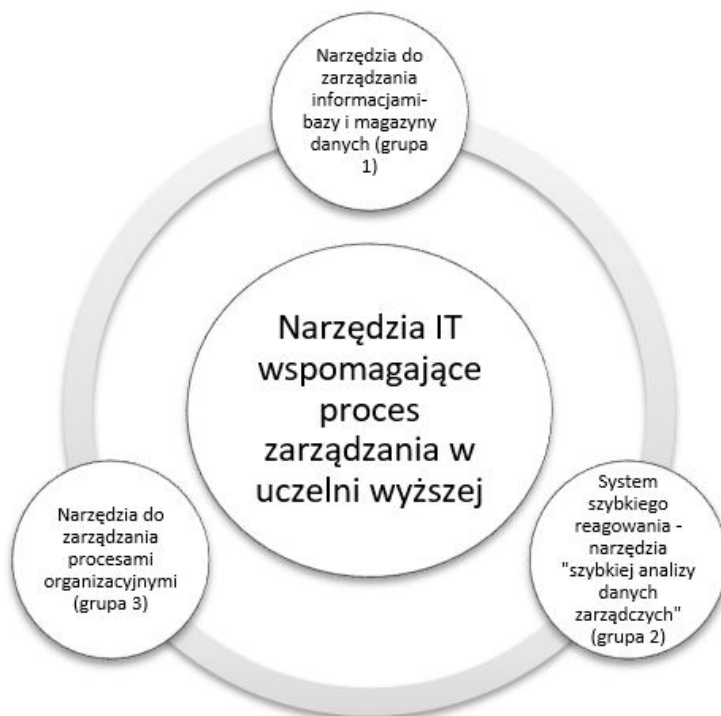 Narzędzia do
zarządzania
informacjami-
bazy i magazyny
danych (grupa
1)
Narzędzia IT
wspomagające
proces
zarządzania w
uczelni wyższej
System
szybkiego
reagowania -
narzędzia
"szybkiej analizy
danych
zarządczych"
(grupa 2)
Narzędzia do
zarządzania
procesami
organizacyjnymi
(grupa 3)